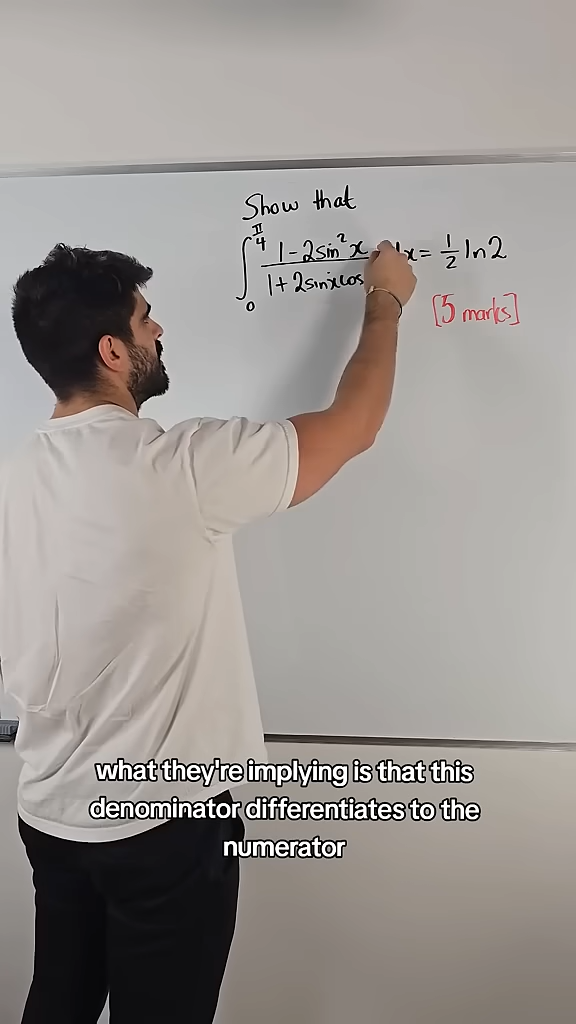 Show that
∫₀^(π/4) (1 - 2sin²x)/(1 + 2sinxcos dx = 1/2 ln2
[5 marks]
what they're implying is that this
denominator differentiates to the
numerator